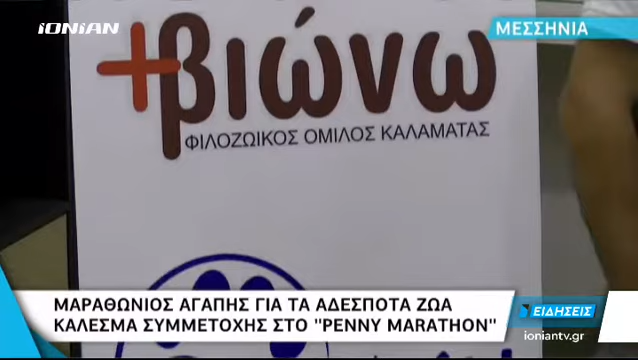 IONIAN
ΜΕΣΣΗΝΙΑ
+βιώνω
ΦΙΛΟΖΩΙΚΟΣ ΟΜΙΛΟΣ ΚΑΛΑΜΑΤΑΣ
ΜΑΡΑΘΩΝΙΟΣ ΑΓΑΠΗΣ ΓΙΑ ΤΑ ΑΔΕΣΠΟΤΑ ΖΩΑ
ΚΑΛΕΣΜΑ ΣΥΜΜΕΤΟΧΗΣ ΣΤΟ "PENNY MARATHON"
ΕΙΔΗΣΕΙΣ
ioniantv.gr